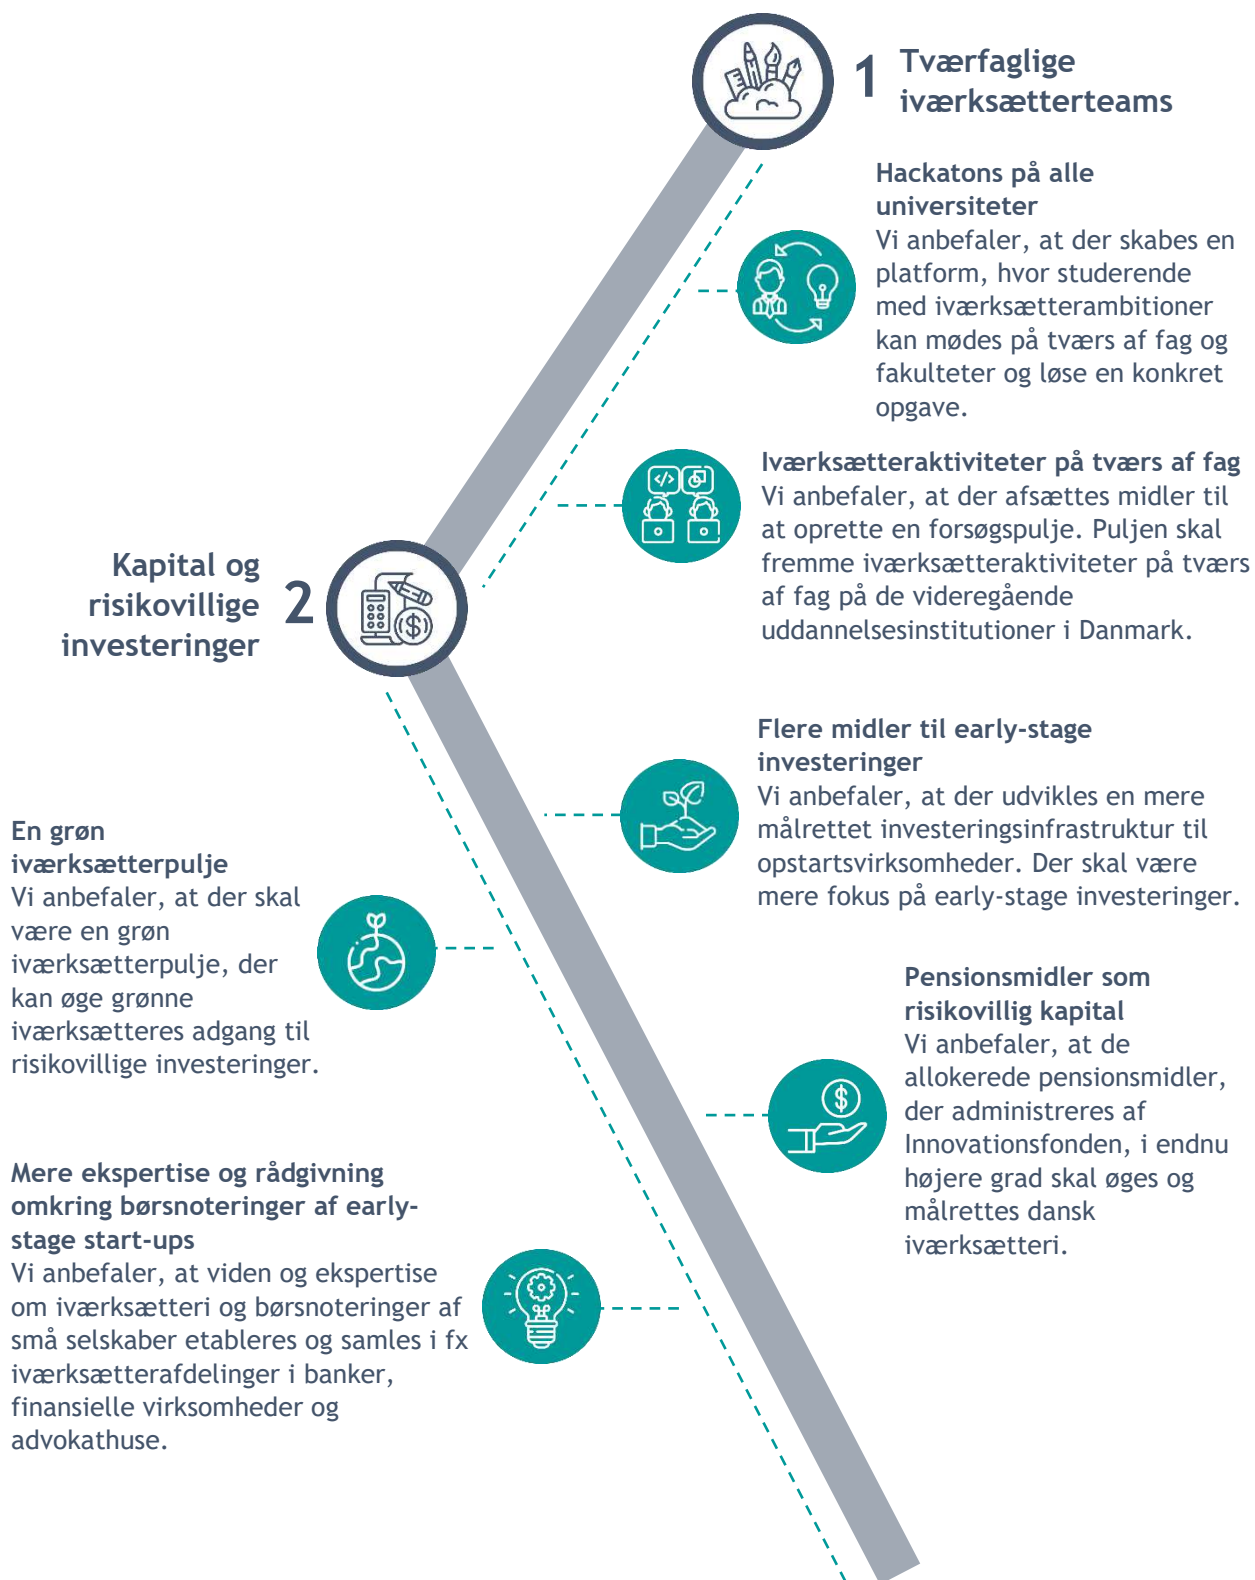 1
Tværfaglige
iværksætterteams
Hackatons på alle
universiteter
Vi anbefaler, at der skabes en
platform, hvor studerende
med iværksætterambitioner
kan mødes på tværs af fag og
fakulteter og løse en konkret
opgave.
</>
Iværksætteraktiviteter på tværs af fag
Vi anbefaler, at der afsættes midler til
at oprette en forsøgspulje. Puljen skal
fremme iværksætteraktiviteter på tværs
af fag på de videregående
uddannelsesinstitutioner i Danmark.
Kapital og
risikovillige
investeringer
2
$
Flere midler til early-stage
investeringer
Vi anbefaler, at der udvikles en mere
målrettet investeringsinfrastruktur til
opstartsvirksomheder. Der skal være
mere fokus på early-stage investeringer.
En grøn
iværksætterpulje
Vi anbefaler, at der skal
være en grøn
iværksætterpulje, der
kan øge grønne
iværksætteres adgang til
risikovillige investeringer.
Pensionsmidler som
risikovillig kapital
Vi anbefaler, at de
allokerede pensionsmidler,
der administreres af
Innovationsfonden, i endnu
højere grad skal øges og
målrettes dansk
iværksætteri.
$
Mere ekspertise og rådgivning
omkring børsnoteringer af early-
stage start-ups
Vi anbefaler, at viden og ekspertise
om iværksætteri og børsnoteringer af
små selskaber etableres og samles i fx
iværksætterafdelinger i banker,
finansielle virksomheder og
advokathuse.